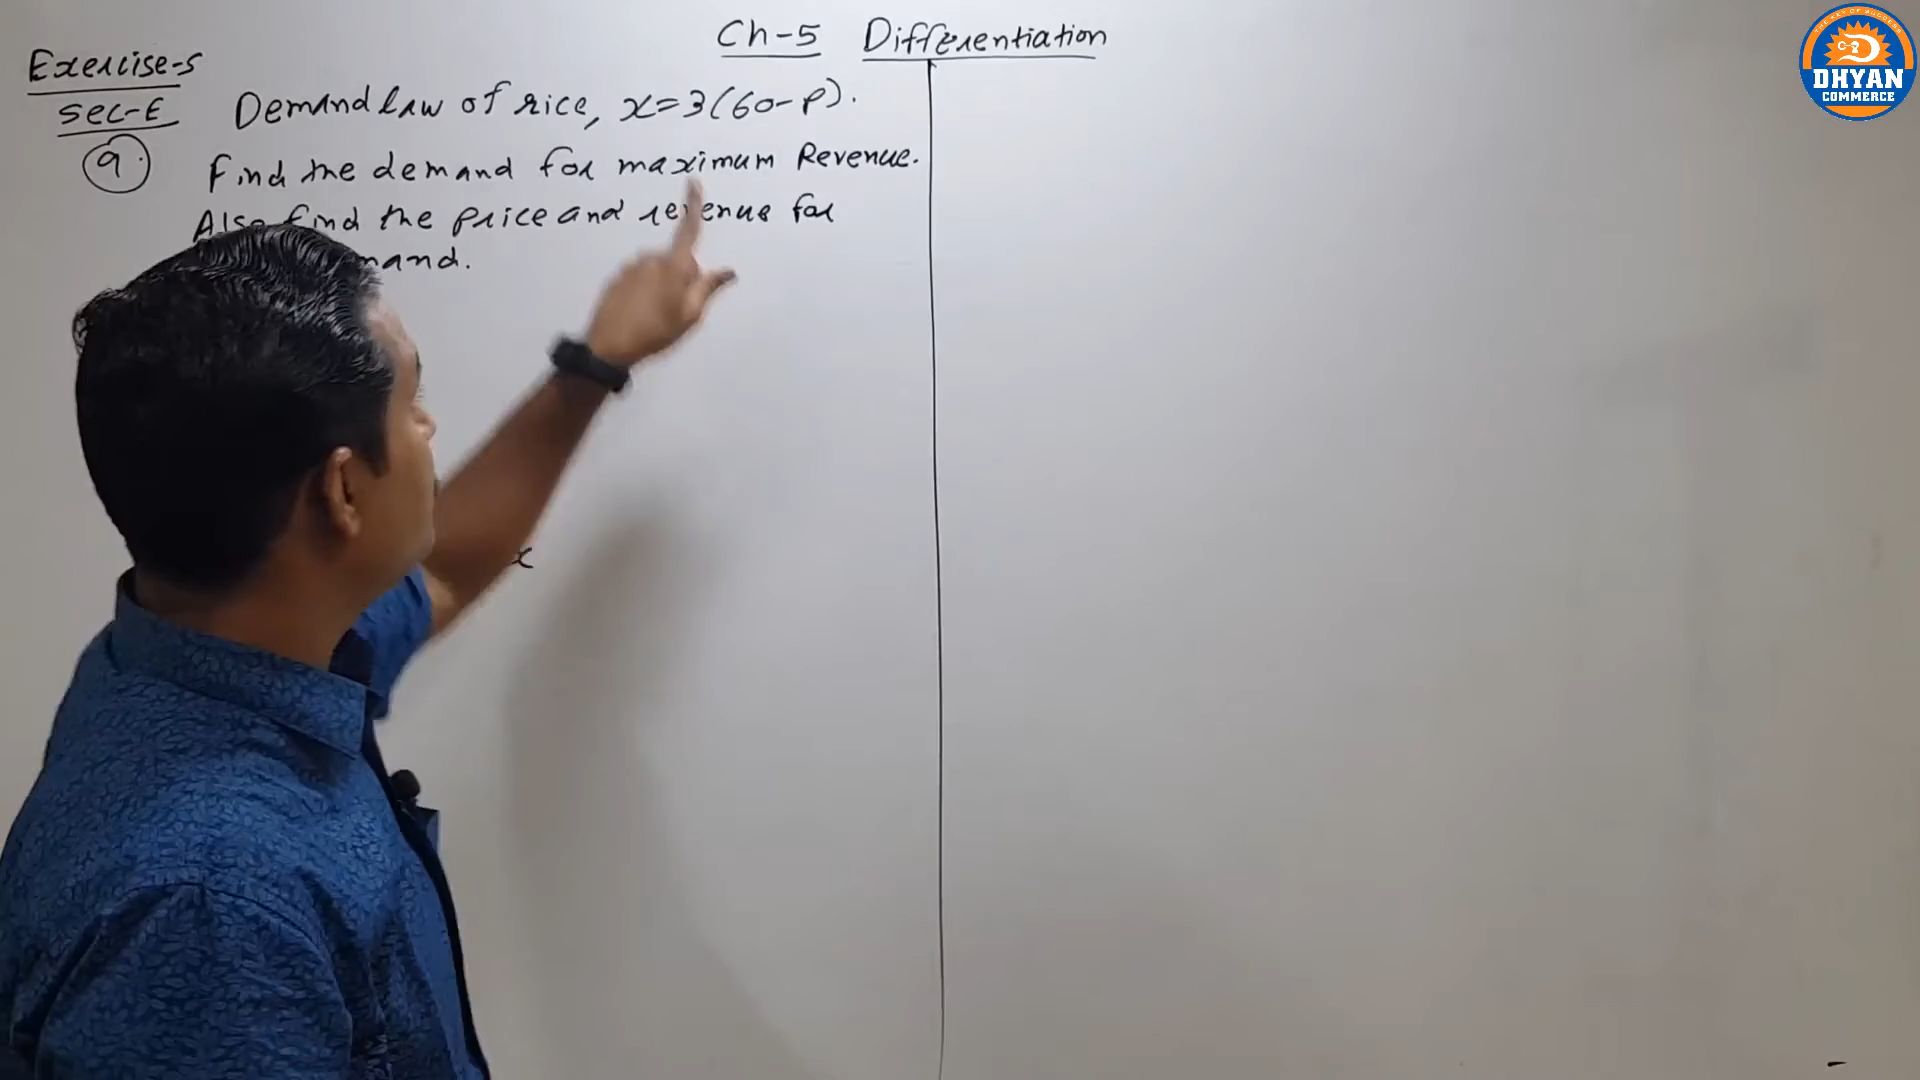 Ch-5 Differentiation
Exercise-5
Sec-E
9.
Demand law of rice, x=3(60-P).
Find the demand for maximum Revenue.
Also find the price and revenue for
mand.
x
DHYAN
COMMERCE